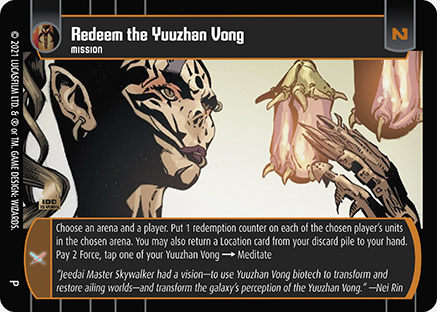 Redeem the Yuuzhan Vong
MISSION
N
© 2021 LUCASFILM LTD. & ® or TM. GAME DESIGN: WIZARDS.
IDC
Choose an arena and a player. Put 1 redemption counter on each of the chosen player's units
in the chosen arena. You may also return a Location card from your discard pile to your hand.
Pay 2 Force, tap one of your Yuuzhan Vong → Meditate
"Jeedai Master Skywalker had a vision—to use Yuuzhan Vong biotech to transform and
restore ailing worlds—and transform the galaxy's perception of the Yuuzhan Vong." —Nei Rin
P